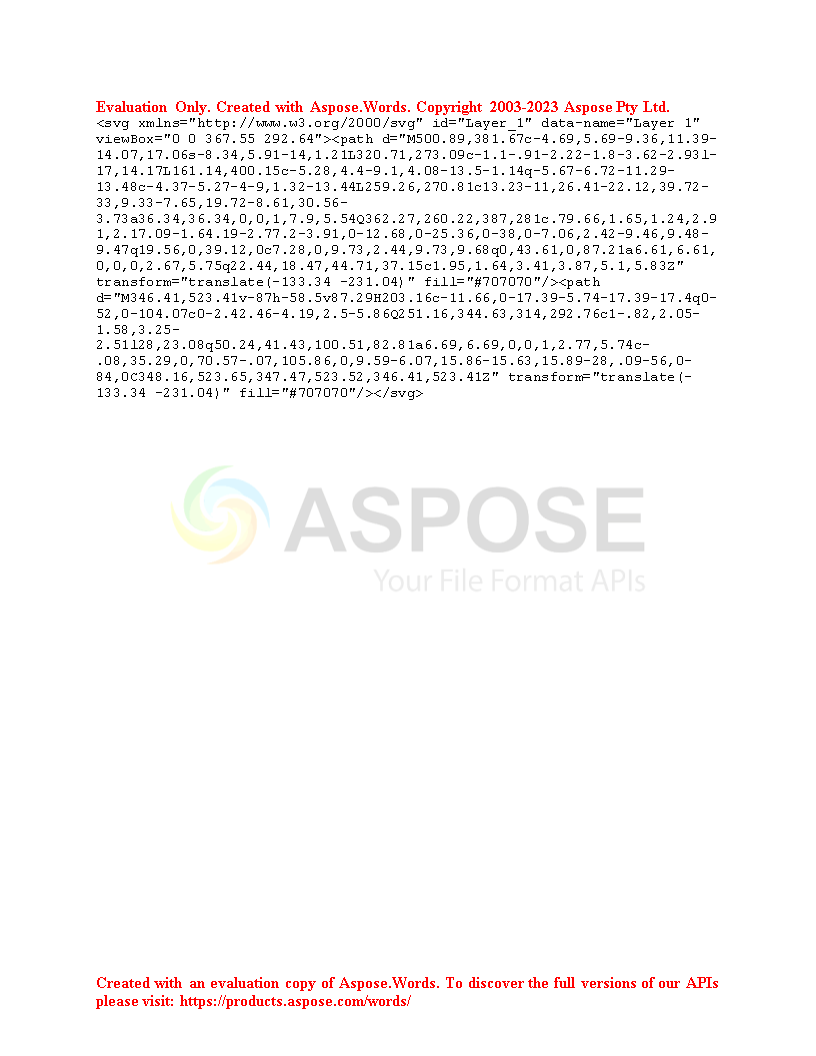 Evaluation Only. Created with Aspose.Words. Copyright 2003-2023 Aspose Pty Ltd.
<svg xmlns="http://www.w3.org/2000/svg" id="Layer_1" data-name="Layer 1"
viewBox="0 0 367.55 292.64"><path d="M500.89,381.67c-4.69,5.69-9.36,11.39-
14.07,17.06s-8.34,5.91-14,1.21L320.71,273.09c-1.1-.91-2.22-1.8-3.62-2.93l-
17,14.17L161.14,400.15c-5.28,4.4-9.1,4.08-13.5-1.14q-5.67-6.72-11.29-
13.48c-4.37-5.27-4-9,1.32-13.44L259.26,270.81c13.23-11,26.41-22.12,39.72-
33,9.33-7.65,19.72-8.61,30.56-
3.73a36.34,36.34,0,0,1,7.9,5.54Q362.27,260.22,387,281c.79.66,1.65,1.24,2.9
1,2.17.09-1.64.19-2.77.2-3.91,0-12.68,0-25.36,0-38,0-7.06,2.42-9.46,9.48-
9.47q19.56,0,39.12,0c7.28,0,9.73,2.44,9.73,9.68q0,43.61,0,87.21a6.61,6.61,
0,0,0,2.67,5.75q22.44,18.47,44.71,37.15c1.95,1.64,3.41,3.87,5.1,5.83Z"
transform="translate(-133.34 -231.04)" fill="#707070"/><path
d="M346.41,523.41v-87h-58.5v87.29H203.16c-11.66,0-17.39-5.74-17.39-17.4q0-
52,0-104.07c0-2.42.46-4.19,2.5-5.86Q251.16,344.63,314,292.76c1-.82,2.05-
1.58,3.25-
2.51l28,23.08q50.24,41.43,100.51,82.81a6.69,6.69,0,0,1,2.77,5.74c-
.08,35.29,0,70.57-.07,105.86,0,9.59-6.07,15.86-15.63,15.89-28,.09-56,0-
84,0C348.16,523.65,347.47,523.52,346.41,523.41Z" transform="translate(-
133.34 -231.04)" fill="#707070"/></svg>
ASPOSE
Your File Format APIs
Created with an evaluation copy of Aspose.Words. To discover the full versions of our APIs
please visit: https://products.aspose.com/words/